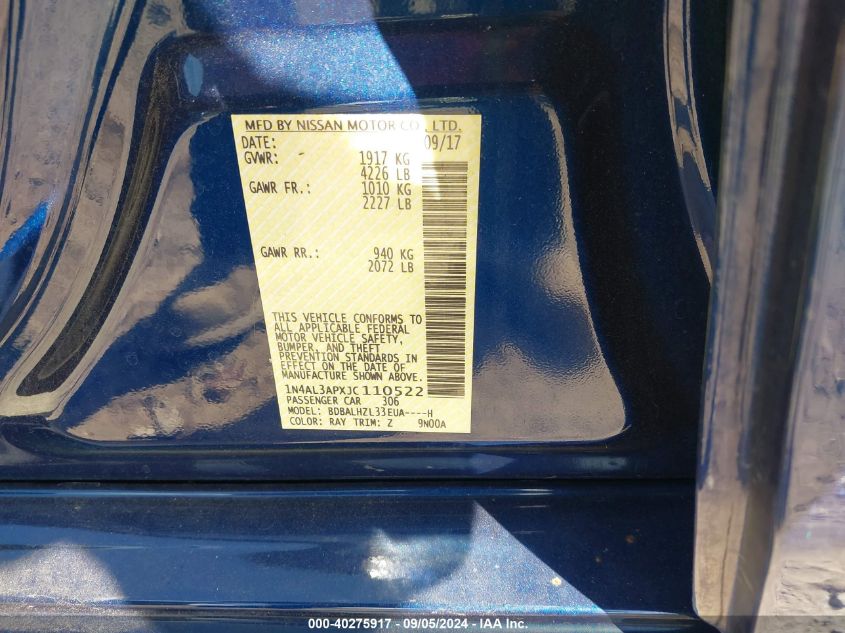 MFD BY NISSAN MOTOR CO., LTD.
DATE: 09/17
GVWR: 1917 KG
4226 LB
GAWR FR.: 1010 KG
2227 LB
GAWR RR.: 940 KG
2072 LB
THIS VEHICLE CONFORMS TO
ALL APPLICABLE FEDERAL
MOTOR VEHICLE SAFETY,
BUMPER, AND THEFT
PREVENTION STANDARDS IN
EFFECT ON THE DATE OF
MANUFACTURE SHOWN ABOVE.
1N4AL3APXJC110522
PASSENGER CAR 306
MODEL: BDBALHZL33EUA----H
COLOR: RAY TRIM: Z 9N00A
000-40275917 - 09/05/2024 - IAA Inc.